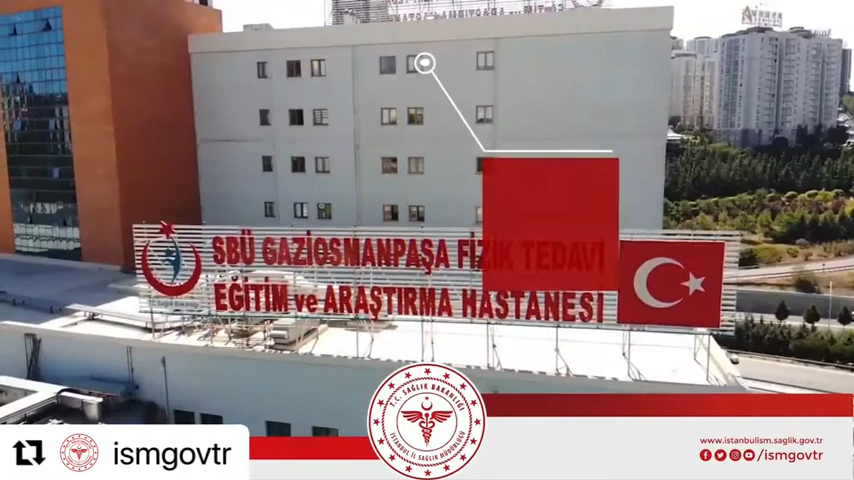 SBÜ GAZİOSMANPAŞA FİZİK TEDAVİ
EĞİTİM ve ARAŞTIRMA HASTANESİ
T.C. SAĞLIK BAKANLIĞI
İSTANBUL İL SAĞLIK MÜDÜRLÜĞÜ
www.istanbulism.saglik.gov.tr
/ismgovtr
ismgovtr